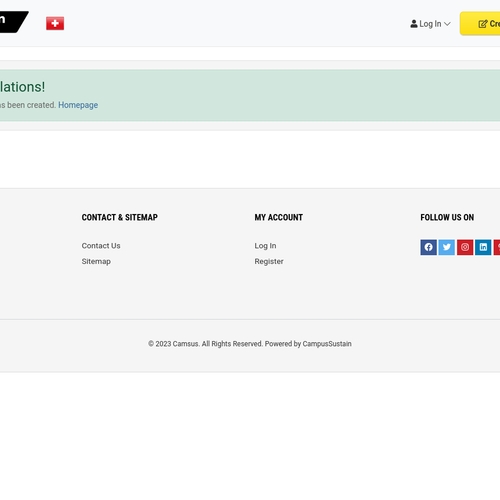 n
Log In
Cre
lations!
s been created. Homepage
CONTACT & SITEMAP
MY ACCOUNT
FOLLOW US ON
Contact Us
Log In
Sitemap
Register
© 2023 Camsus. All Rights Reserved. Powered by CampusSustain